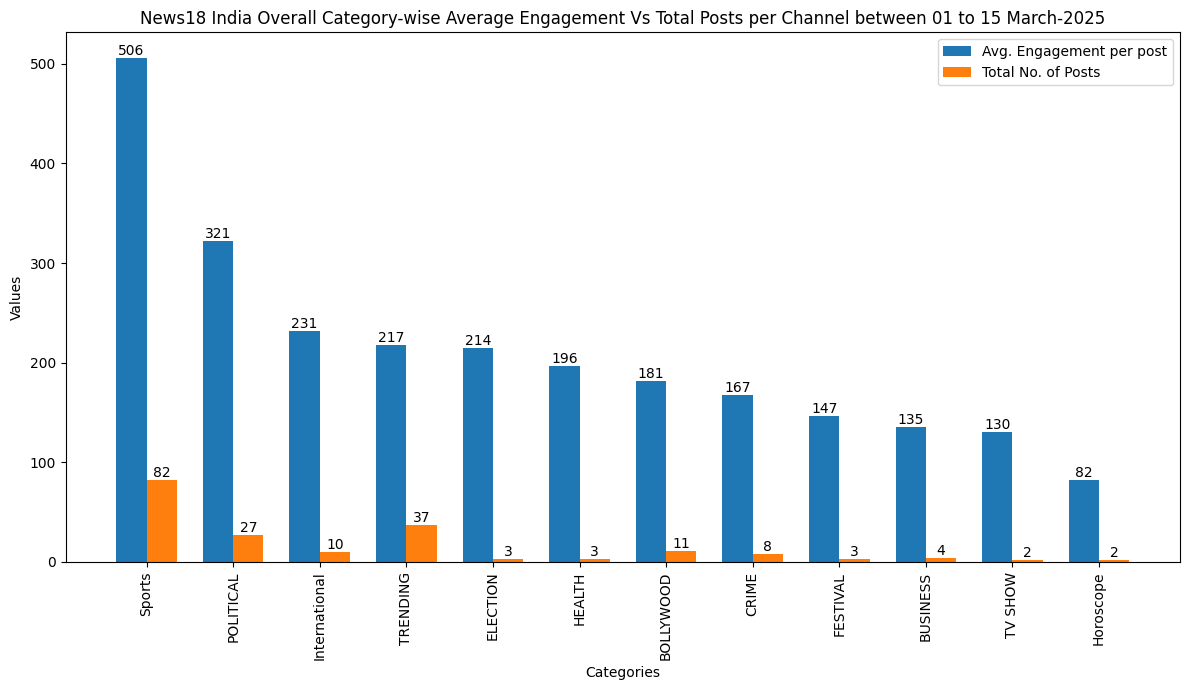 News18 India Overall Category-wise Average Engagement Vs Total Posts per Channel between 01 to 15 March-2025
Avg. Engagement per post
Total No. of Posts
Values
500
400
300
200
100
0
506
82
321
27
231
10
217
37
214
3
196
3
181
11
167
8
147
3
135
4
130
2
82
2
Sports
POLITICAL
International
TRENDING
ELECTION
HEALTH
BOLLYWOOD
CRIME
FESTIVAL
BUSINESS
TV SHOW
Horoscope
Categories